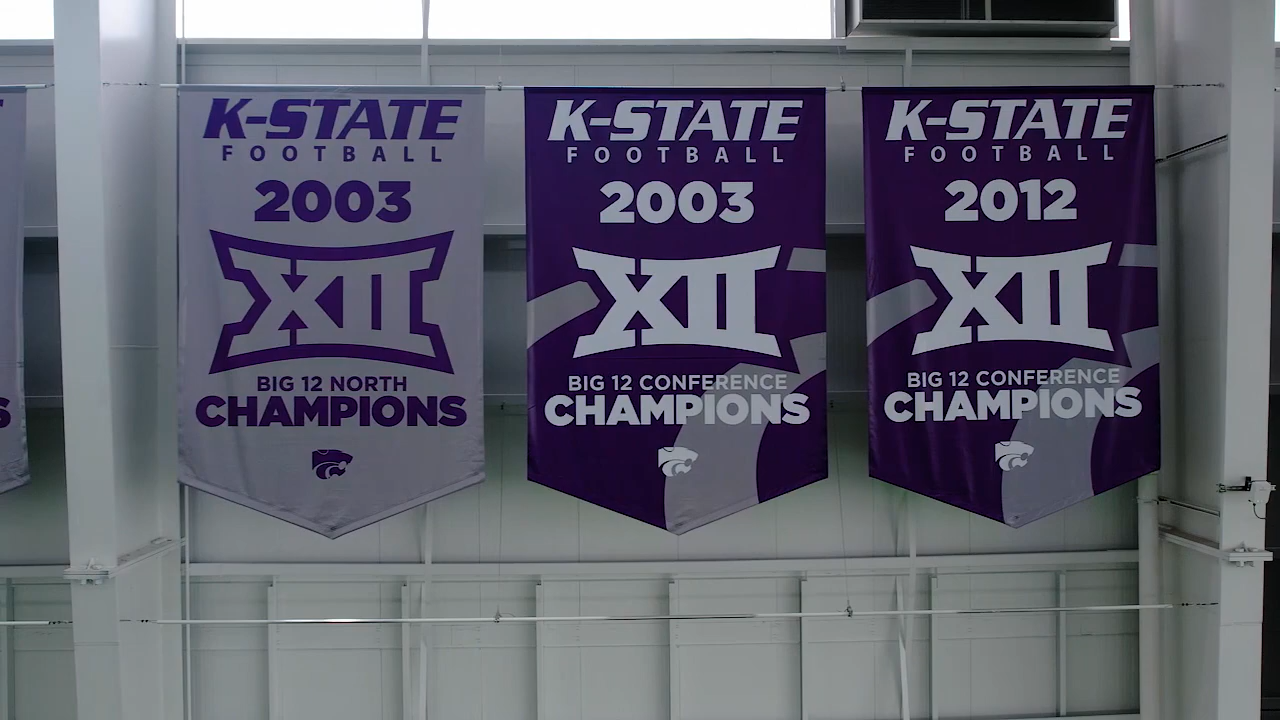 K-STATE
FOOTBALL
2003
XII
BIG 12 NORTH
CHAMPIONS
K-STATE
FOOTBALL
2003
XII
BIG 12 CONFERENCE
CHAMPIONS
K-STATE
FOOTBALL
2012
XII
BIG 12 CONFERENCE
CHAMPIONS